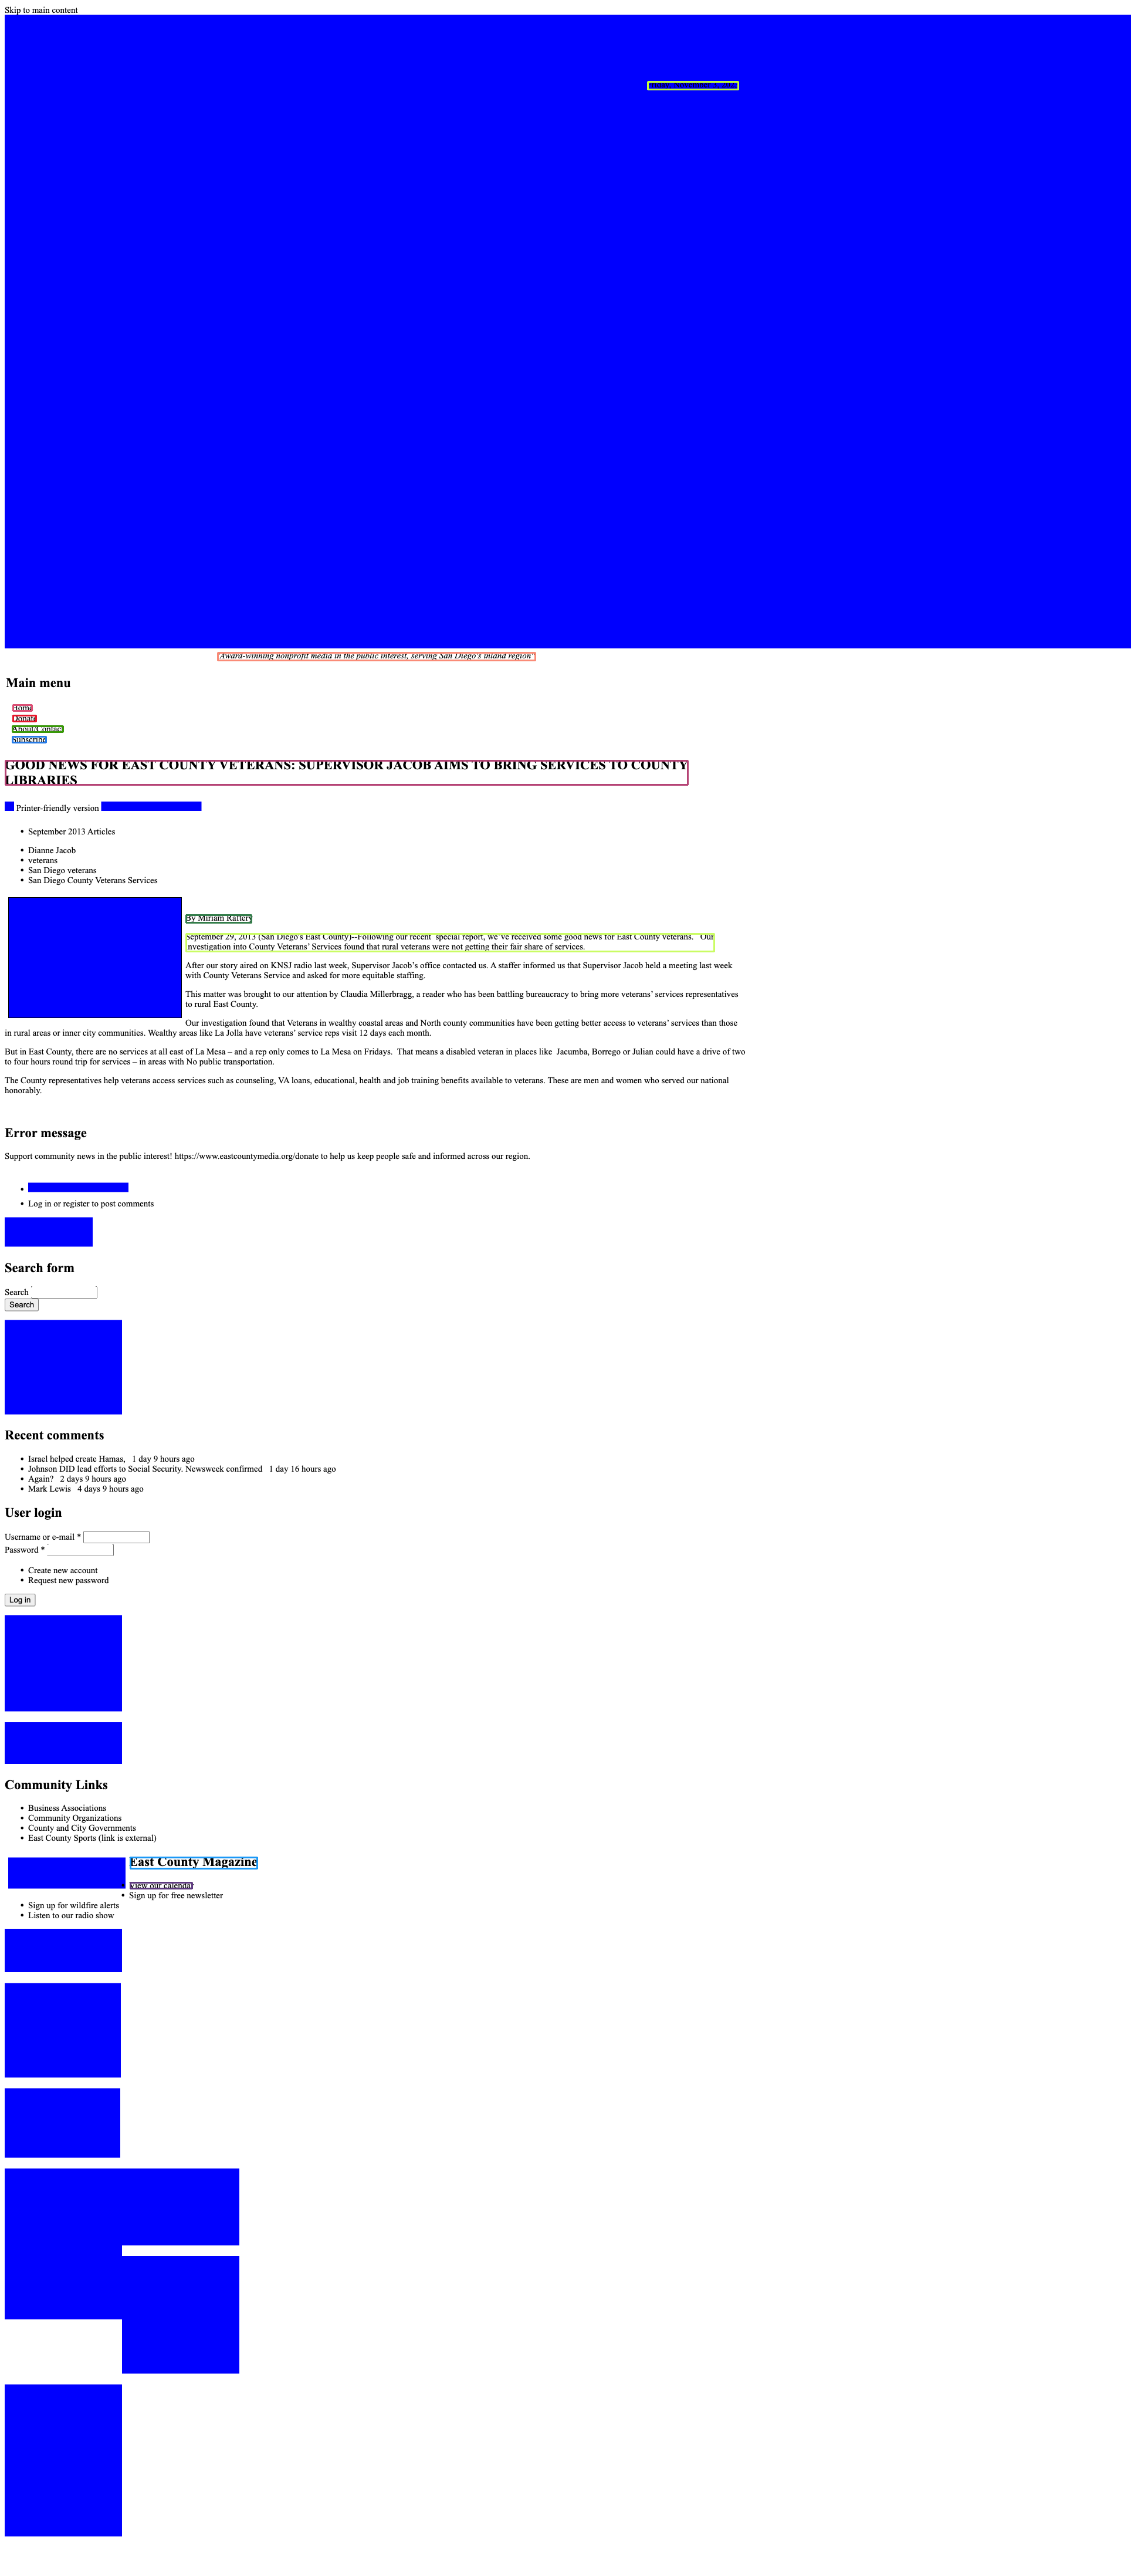 Skip to main content
"Award-winning nonprofit media in the public interest, serving San Diego's inland region"
Main menu
Home
Donate
About/Contact
Subscribe
GOOD NEWS FOR EAST COUNTY VETERANS: SUPERVISOR JACOB AIMS TO BRING SERVICES TO COUNTY
LIBRARIES
Printer-friendly version
September 2013 Articles
Dianne Jacob
veterans
San Diego veterans
San Diego County Veterans Services
By Miriam Raftery
September 29, 2013 (San Diego's East County)--Following our recent special report, we've received some good news for East County veterans. Our
investigation into County Veterans' Services found that rural veterans were not getting their fair share of services.
After our story aired on KNSJ radio last week, Supervisor Jacob's office contacted us. A staffer informed us that Supervisor Jacob held a meeting last week
with County Veterans Service and asked for more equitable staffing.
This matter was brought to our attention by Claudia Millerbragg, a reader who has been battling bureaucracy to bring more veterans' services representatives
to rural East County.
Our investigation found that Veterans in wealthy coastal areas and North county communities have been getting better access to veterans' services than those
in rural areas or inner city communities. Wealthy areas like La Jolla have veterans' service reps visit 12 days each month.
But in East County, there are no services at all east of La Mesa – and a rep only comes to La Mesa on Fridays. That means a disabled veteran in places like Jacumba, Borrego or Julian could have a drive of two
to four hours round trip for services – in areas with No public transportation.
The County representatives help veterans access services such as counseling, VA loans, educational, health and job training benefits available to veterans. These are men and women who served our national
honorably.
Error message
Support community news in the public interest! https://www.eastcountymedia.org/donate to help us keep people safe and informed across our region.
Log in or register to post comments
Search form
Search
Search
Recent comments
Israel helped create Hamas, 1 day 9 hours ago
Johnson DID lead efforts to Social Security. Newsweek confirmed 1 day 16 hours ago
Again? 2 days 9 hours ago
Mark Lewis 4 days 9 hours ago
User login
Username or e-mail *
Password *
Create new account
Request new password
Log in
Community Links
Business Associations
Community Organizations
County and City Governments
East County Sports (link is external)
East County Magazine
View our calendar
Sign up for free newsletter
Sign up for wildfire alerts
Listen to our radio show